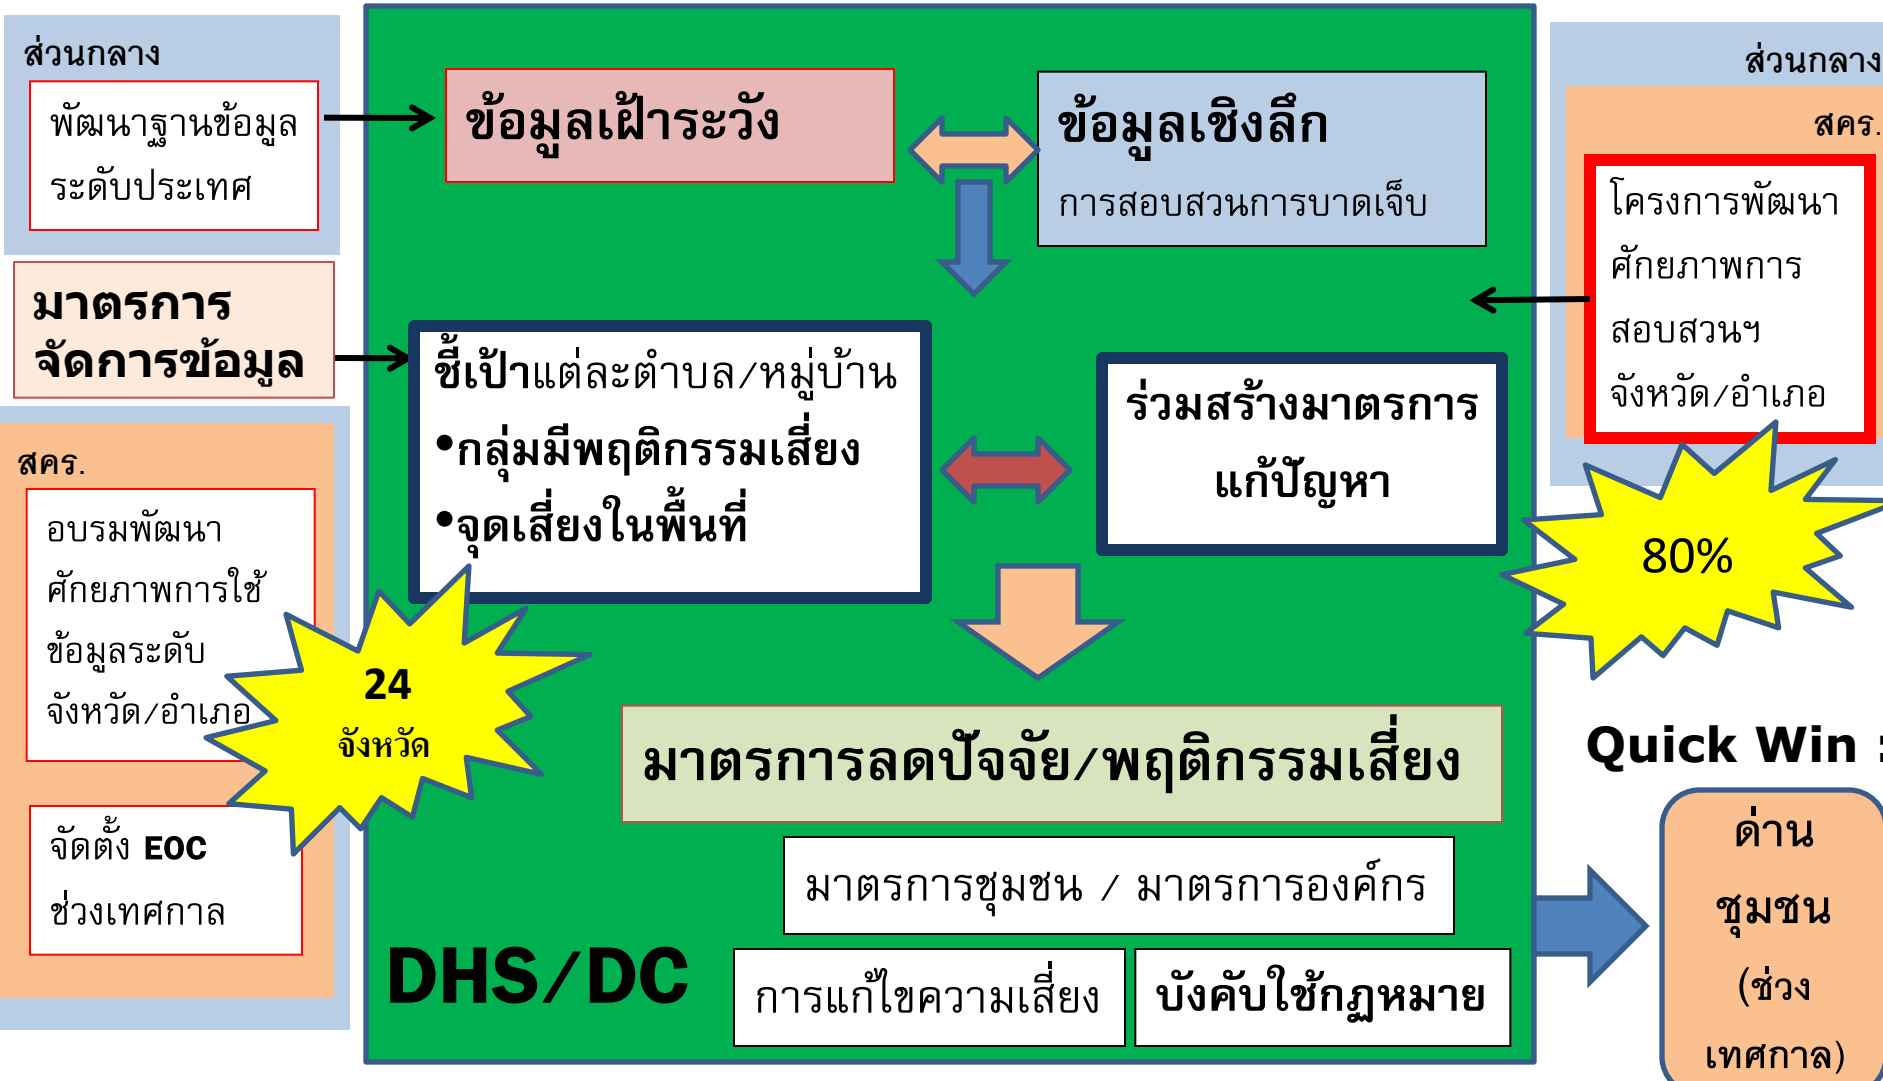 ส่วนกลาง
พัฒนาฐานข้อมูล
ระดับประเทศ
มาตรการ
จัดการข้อมูล
สคร.
อบรมพัฒนา
ศักยภาพการใช้
ข้อมูลระดับ
จังหวัด/อำเภอ
จัดตั้ง EOC
ช่วงเทศกาล
24
จังหวัด
ข้อมูลเฝ้าระวัง
ข้อมูลเชิงลึก
การสอบสวนการบาดเจ็บ
ชี้เป้าแต่ละตำบล/หมู่บ้าน
•กลุ่มมีพฤติกรรมเสี่ยง
•จุดเสี่ยงในพื้นที่
ร่วมสร้างมาตรการ
แก้ปัญหา
มาตรการลดปัจจัย/พฤติกรรมเสี่ยง
มาตรการชุมชน / มาตรการองค์กร
DHS/DC
การแก้ไขความเสี่ยง
บังคับใช้กฎหมาย
ส่วนกลาง
สคร.
โครงการพัฒนา
ศักยภาพการ
สอบสวนฯ
จังหวัด/อำเภอ
80%
Quick Win :
ด่าน
ชุมชน
(ช่วง
เทศกาล)